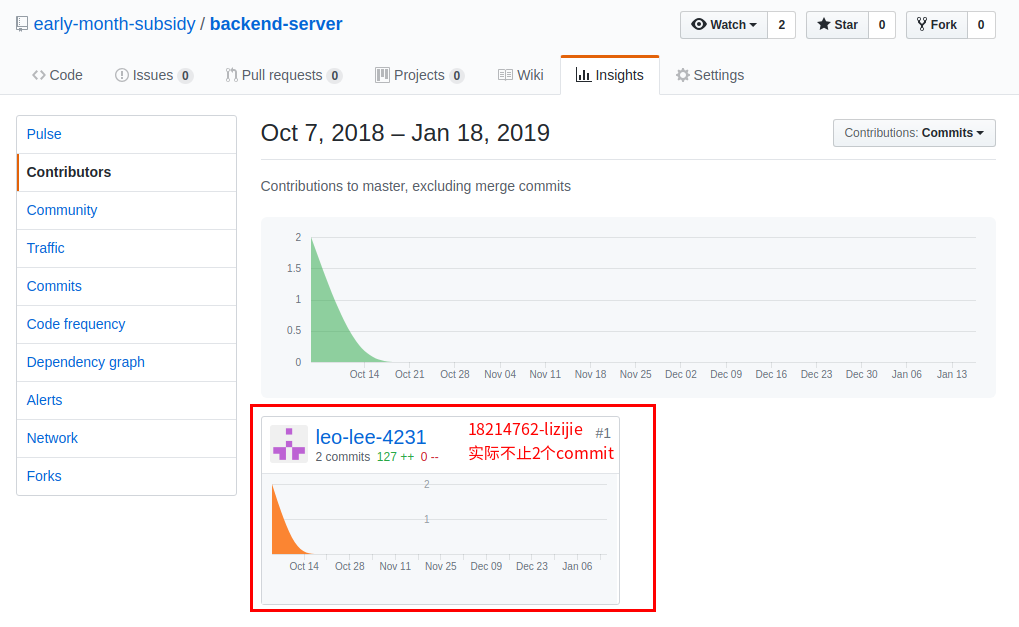 early-month-subsidy / backend-server
Watch 2 Star 0 Fork 0
Code Issues 0 Pull requests 0 Projects 0 Wiki Insights Settings
Pulse
Contributors
Community
Traffic
Commits
Code frequency
Dependency graph
Alerts
Network
Forks
Oct 7, 2018 – Jan 18, 2019
Contributions: Commits
Contributions to master, excluding merge commits
2
1.5
1
0.5
0
Oct 14 Oct 21 Oct 28 Nov 04 Nov 11 Nov 18 Nov 25 Dec 02 Dec 09 Dec 16 Dec 23 Dec 30 Jan 06 Jan 13
leo-lee-4231
2 commits 127 ++ 0 --
18214762-lizijie
实际不止2个commit
#1
2
1
Oct 14 Oct 28 Nov 11 Nov 25 Dec 09 Dec 23 Jan 06